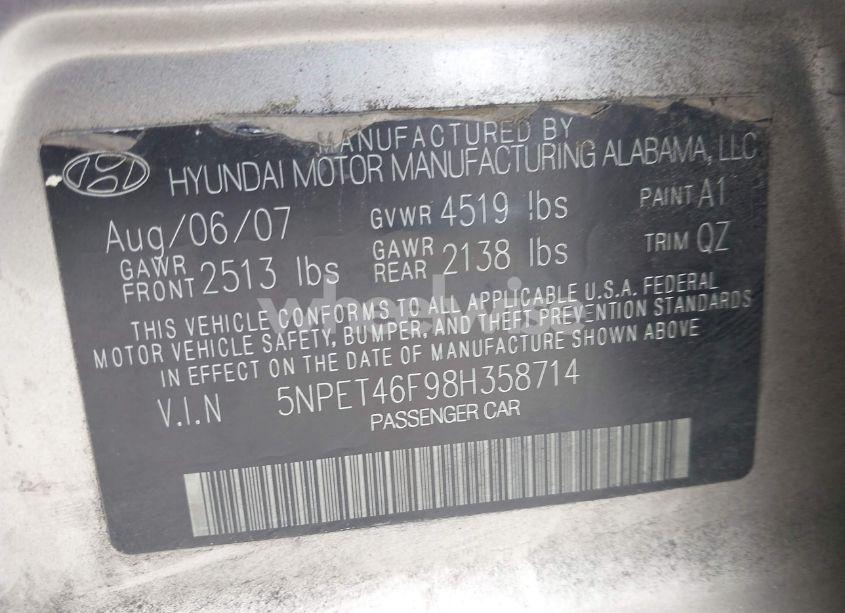 MANUFACTURED BY
HYUNDAI MOTOR MANUFACTURING ALABAMA, LLC
Aug/06/07 GVWR 4519 lbs PAINT A1
GAWR FRONT 2513 lbs GAWR REAR 2138 lbs TRIM QZ
THIS VEHICLE CONFORMS TO ALL APPLICABLE U.S.A. FEDERAL
MOTOR VEHICLE SAFETY, BUMPER, AND THEFT PREVENTION STANDARDS
IN EFFECT ON THE DATE OF MANUFACTURE SHOWN ABOVE
V.I.N 5NPET46F98H358714
PASSENGER CAR